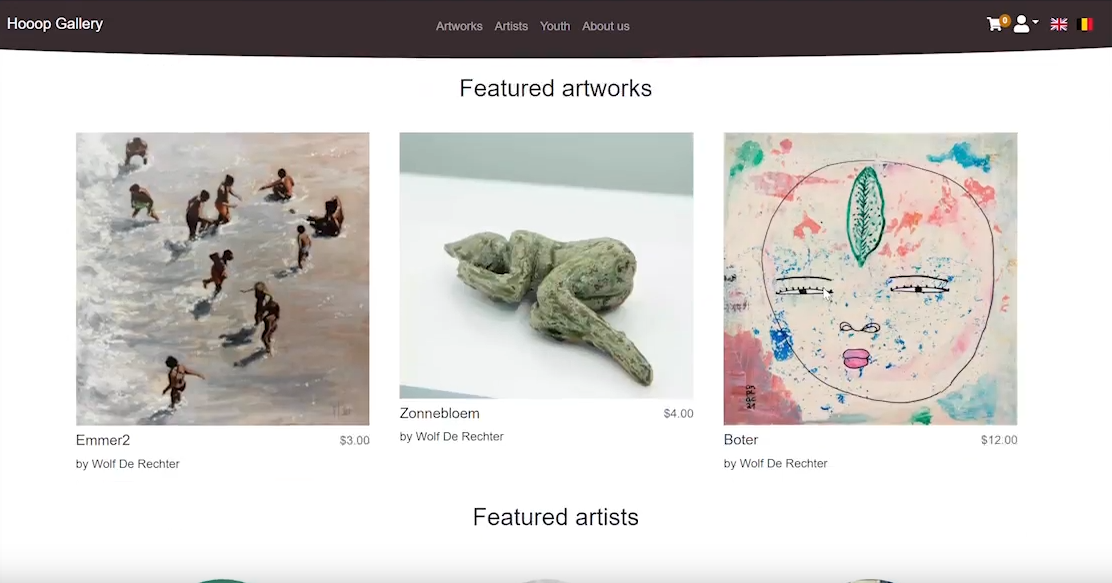 Hooop Gallery
Artworks Artists Youth About us
0
Featured artworks
Emmer2 $3.00
by Wolf De Rechter
Zonnebloem $4.00
by Wolf De Rechter
Boter $12.00
by Wolf De Rechter
Featured artists